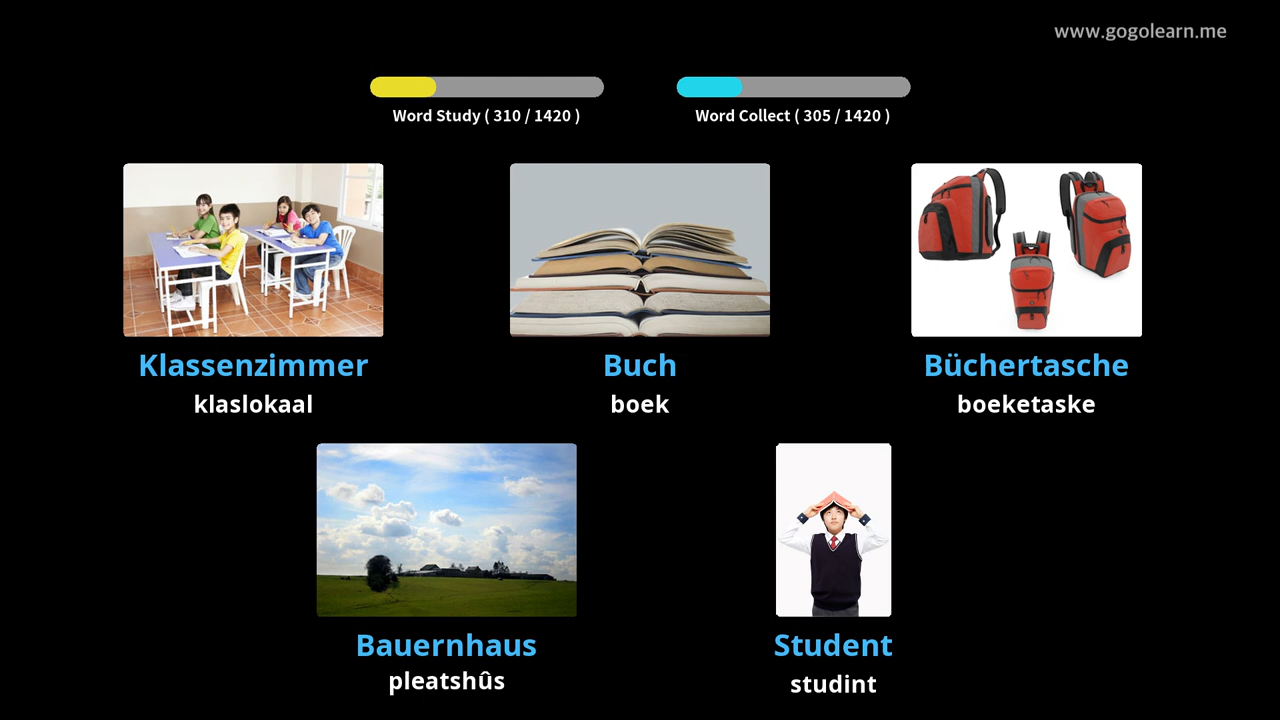 www.gogolearn.me
Word Study ( 310 / 1420 )
Word Collect ( 305 / 1420 )
Klassenzimmer
klaslokaal
Buch
boek
Büchertasche
boeketaske
Bauernhaus
pleatshûs
Student
studint